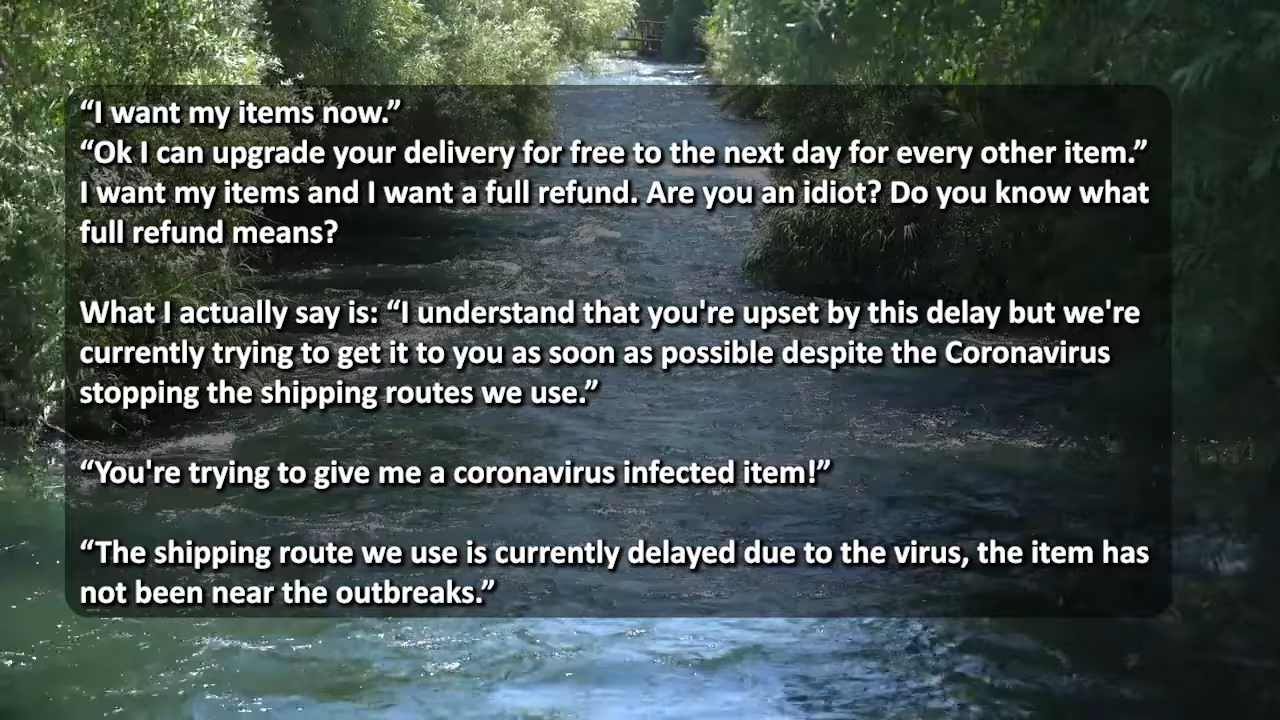 “I want my items now.”
“Ok I can upgrade your delivery for free to the next day for every other item.”
I want my items and I want a full refund. Are you an idiot? Do you know what
full refund means?
What I actually say is: “I understand that you're upset by this delay but we're
currently trying to get it to you as soon as possible despite the Coronavirus
stopping the shipping routes we use.”
“You're trying to give me a coronavirus infected item!”
“The shipping route we use is currently delayed due to the virus, the item has
not been near the outbreaks.”